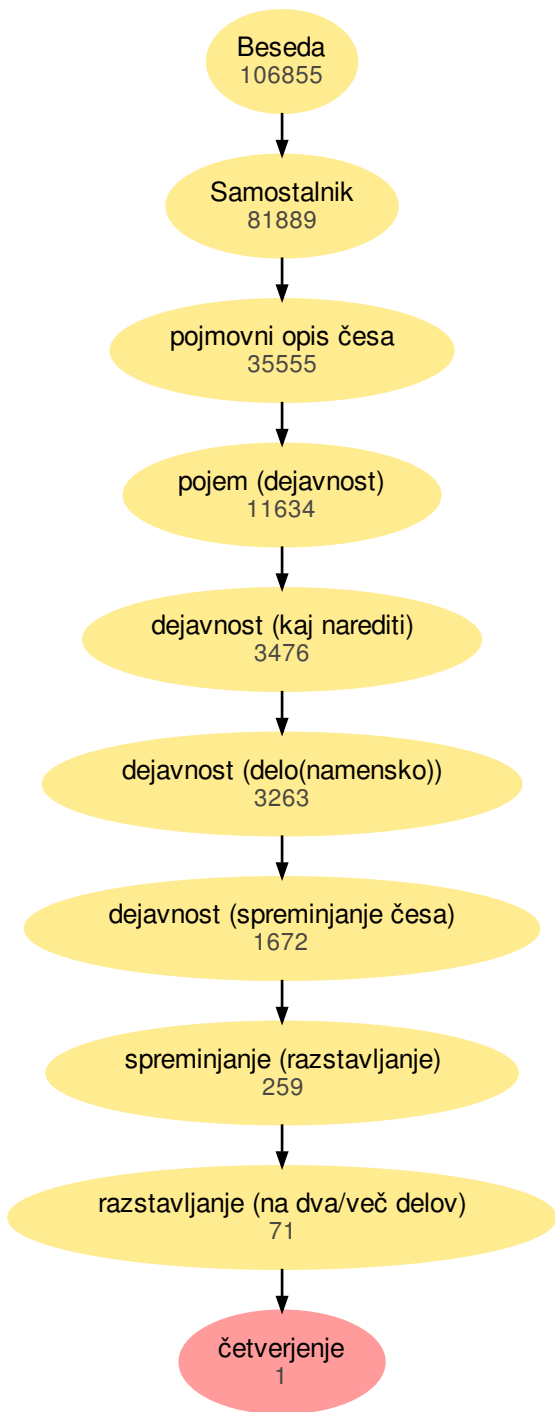 Beseda
106855
Samostalnik
81889
pojmovni opis česa
35555
pojem (dejavnost)
11634
dejavnost (kaj narediti)
3476
dejavnost (delo(namensko))
3263
dejavnost (spreminjanje česa)
1672
spreminjanje (razstavljanje)
259
razstavljanje (na dva/več delov)
71
četverjenje
1